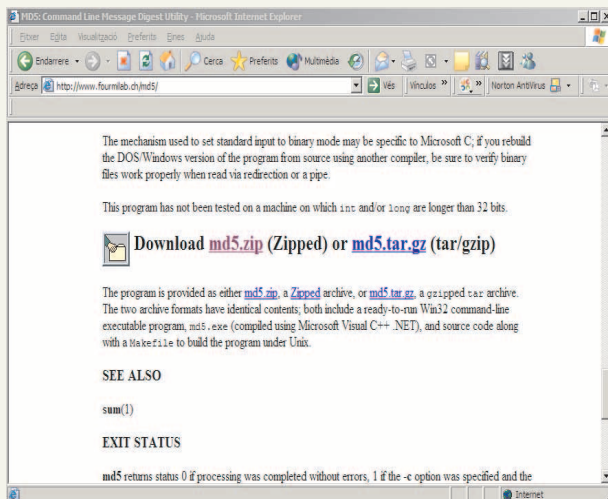 MD5: Command Line Message Digest Utility - Microsoft Internet Explorer
Fitxer Edita Visualització Preferits Eines Ajuda
Endarrere Cerca Preferits Multimèdia
Adreça http://www.fourmilab.ch/md5/ Vés Vínculos » » Norton AntiVirus
The mechanism used to set standard input to binary mode may be specific to Microsoft C; if you rebuild
the DOS/Windows version of the program from source using another compiler, be sure to verify binary
files work properly when read via redirection or a pipe.
This program has not been tested on a machine on which int and/or long are longer than 32 bits.
Download md5.zip (Zipped) or md5.tar.gz (tar/gzip)
The program is provided as either md5.zip, a Zipped archive, or md5.tar.gz, a gzipped tar archive.
The two archive formats have identical contents; both include a ready-to-run Win32 command-line
executable program, md5.exe (compiled using Microsoft Visual C++ .NET), and source code along
with a Makefile to build the program under Unix.
SEE ALSO
sum(1)
EXIT STATUS
md5 returns status 0 if processing was completed without errors, 1 if the -c option was specified and the
Internet